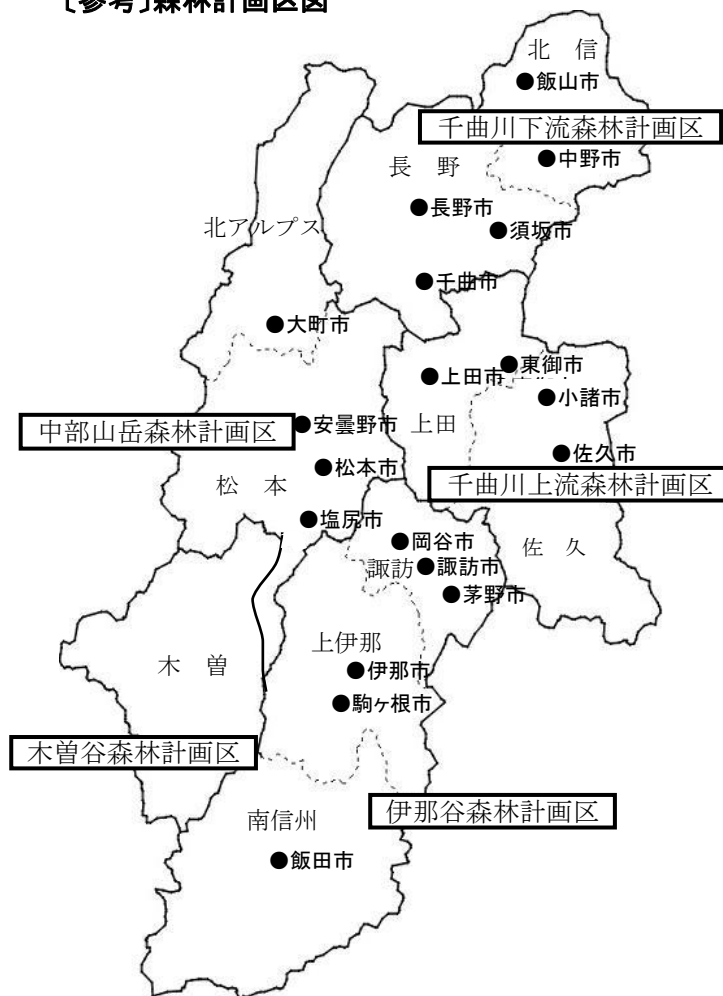 〔参考〕森林計画区図
北 信
●飯山市
千曲川下流森林計画区
●中野市
長 野
●長野市
●須坂市
北アルプス
●千曲市
●大町市
●東御市
●上田市
●小諸市
中部山岳森林計画区
●安曇野市
上田
●佐久市
●松本市
千曲川上流森林計画区
松 本
●塩尻市
●岡谷市
佐 久
諏訪
●諏訪市
●茅野市
上伊那
木 曽
●伊那市
●駒ヶ根市
木曽谷森林計画区
伊那谷森林計画区
南信州
●飯田市